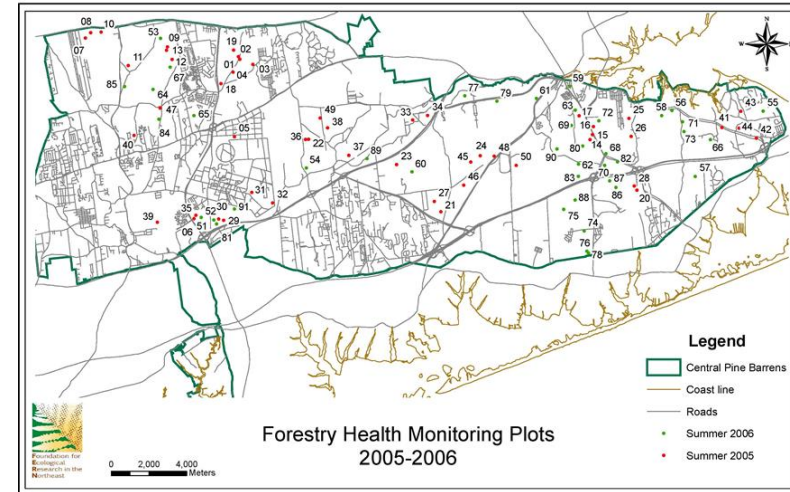 08 10 53 09 13 12 07 11 67 85 64 47 84 65 40
19 02 01 04 03 18 05
49 38 36 22 54 37 89
33 34 77 79 61 59
23 60 24 45 48 46 50 27 21
31 32 35 52 30 91 39 06 51 29 81
63 17 72 69 16 15 14 80 90 68 62 82 83 70 87 86 28 20 88 75 74 76 78
25 26 58 56 71 73 66 41 44 43 55 42 57
N
W E
S
Legend
Central Pine Barrens
Coast line
Roads
Summer 2006
Summer 2005
Forestry Health Monitoring Plots
2005-2006
Foundation for
Ecological
Research in the
Northeast
0 2,000 4,000
Meters